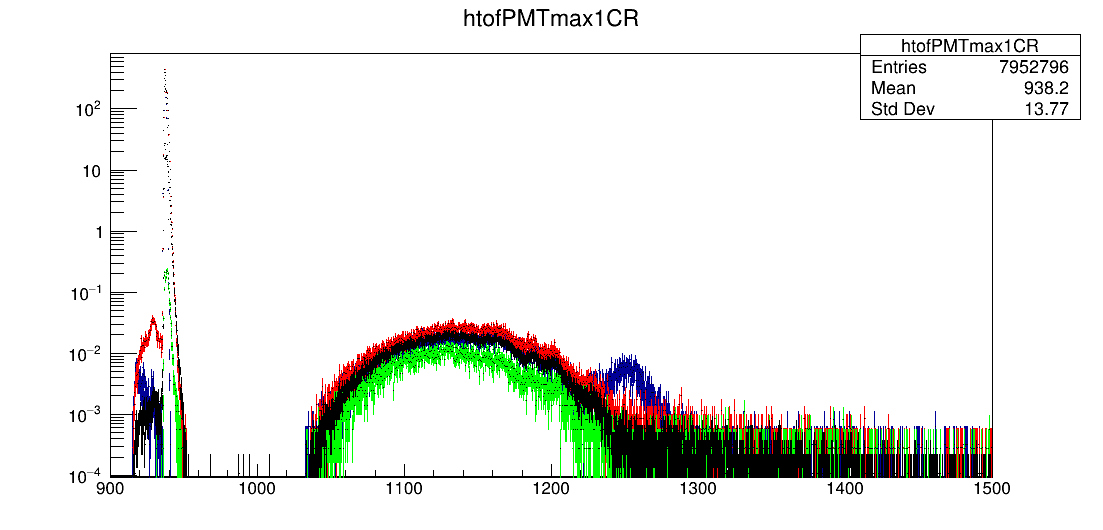 htofPMTmax1CR
htofPMTmax1CR
Entries 7952796
Mean 938.2
Std Dev 13.77
10²
10
1
10⁻¹
10⁻²
10⁻³
10⁻⁴
900 1000 1100 1200 1300 1400 1500